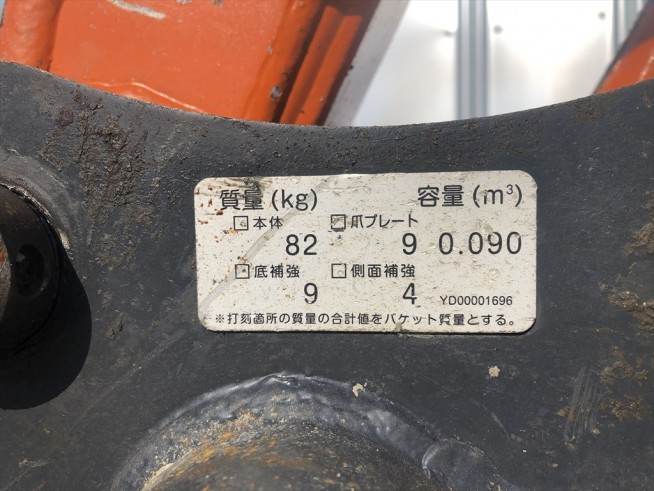 質量(kg) 容量(m³)
□本体 □爪プレート
82 9 0.090
□底補強 □側面補強
9 4 YD00001696
※打刻箇所の質量の合計値をバケット質量とする。